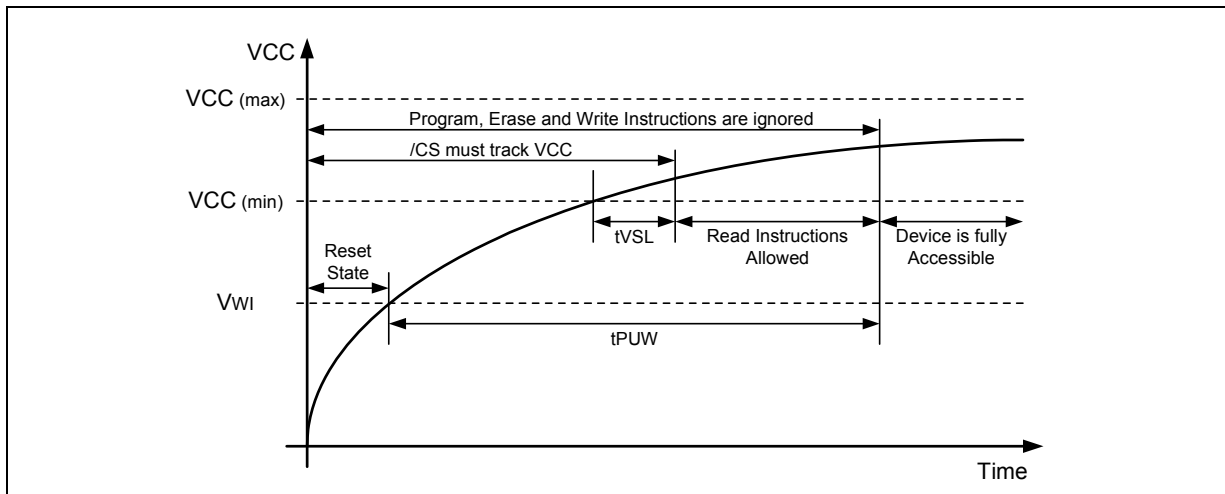 VCC
VCC (max)
Program, Erase and Write Instructions are ignored
/CS must track VCC
VCC (min)
tVSL
Read Instructions
Allowed
Device is fully
Accessible
Reset
State
VWI
tPUW
Time